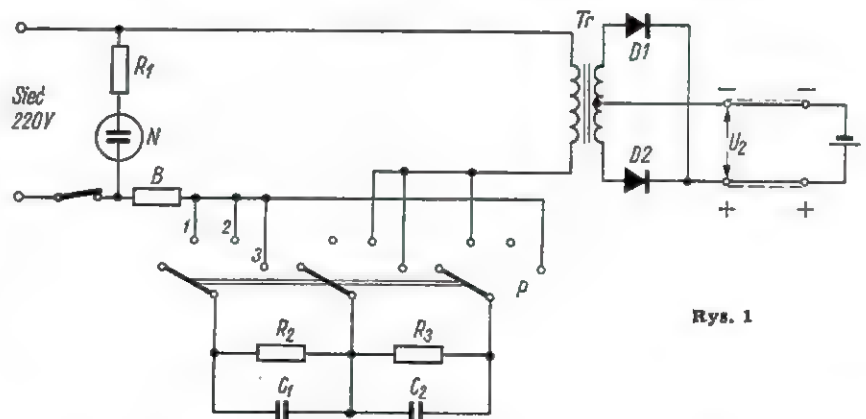 Tr
D1
R₁
Sieć
220V
N
B
U₂
D2
− −
+ +
1 2 3
P
R₂ R₃
C₁ C₂
Rys. 1